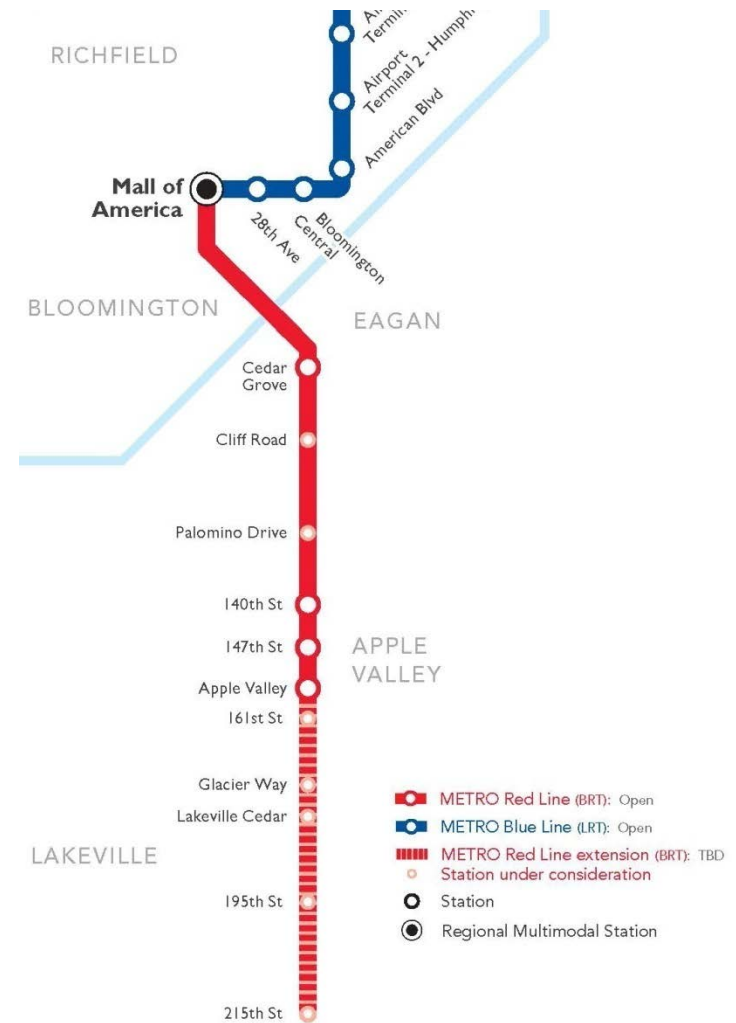 RICHFIELD
Terminal
Airport
Terminal 2 - Humph
American Blvd
Mall of
America
28th Ave
Bloomington
Central
BLOOMINGTON
EAGAN
Cedar
Grove
Cliff Road
Palomino Drive
140th St
147th St
APPLE
VALLEY
Apple Valley
161st St
Glacier Way
Lakeville Cedar
LAKEVILLE
195th St
215th St
METRO Red Line (BRT): Open
METRO Blue Line (LRT): Open
METRO Red Line extension (BRT): TBD
Station under consideration
Station
Regional Multimodal Station